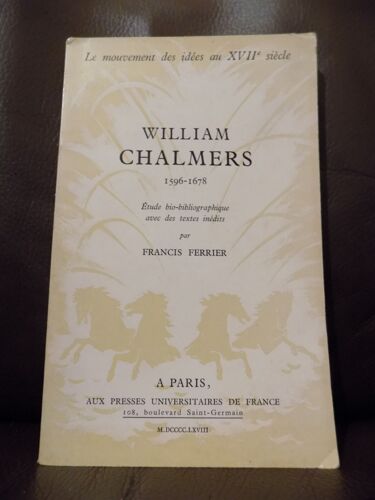 Le mouvement des idées au XVIIe siècle
WILLIAM
CHALMERS
1596-1678
Étude bio-bibliographique
avec des textes inédits
par
FRANCIS FERRIER
A PARIS,
AUX PRESSES UNIVERSITAIRES DE FRANCE
108, boulevard Saint-Germain
M.DCCCC.LXVIII